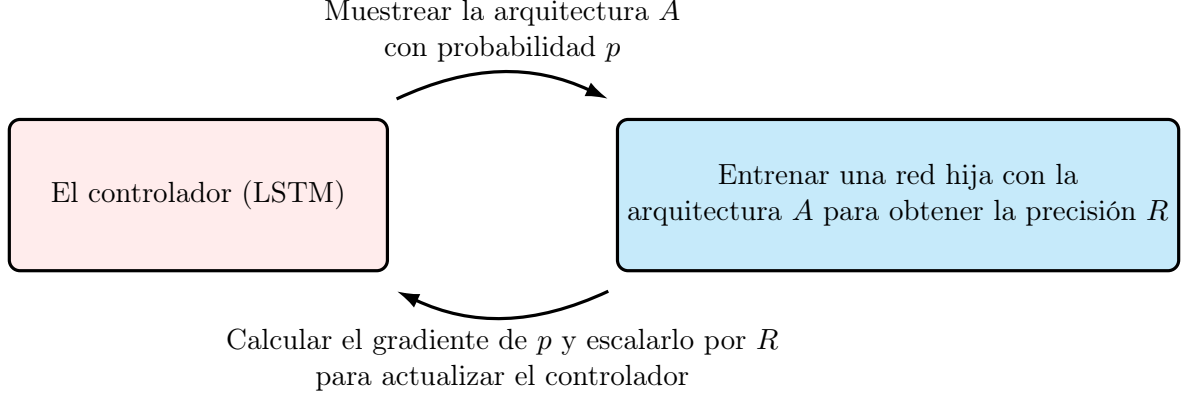 Muestrear la arquitectura A
con probabilidad p
El controlador (LSTM)
Entrenar una red hija con la
arquitectura A para obtener la precisión R
Calcular el gradiente de p y escalarlo por R
para actualizar el controlador